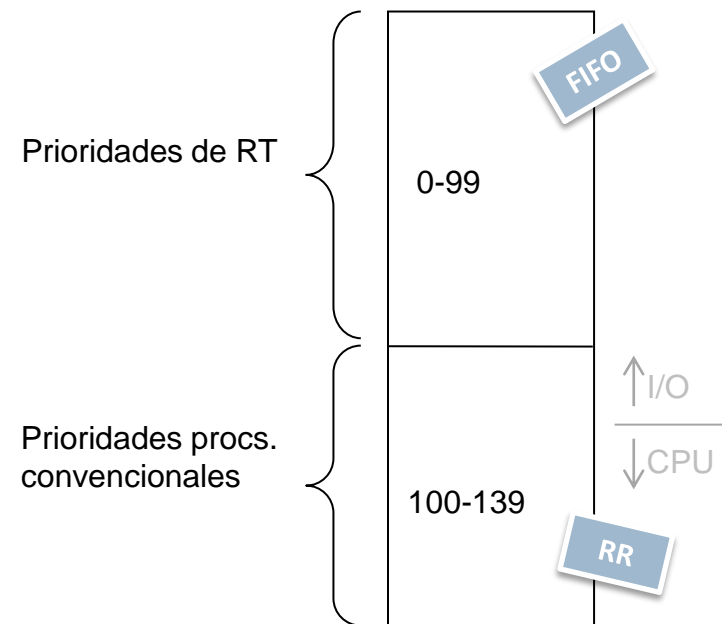 FIFO
Prioridades de RT
0-99
I/O
Prioridades procs.
convencionales
CPU
100-139
RR